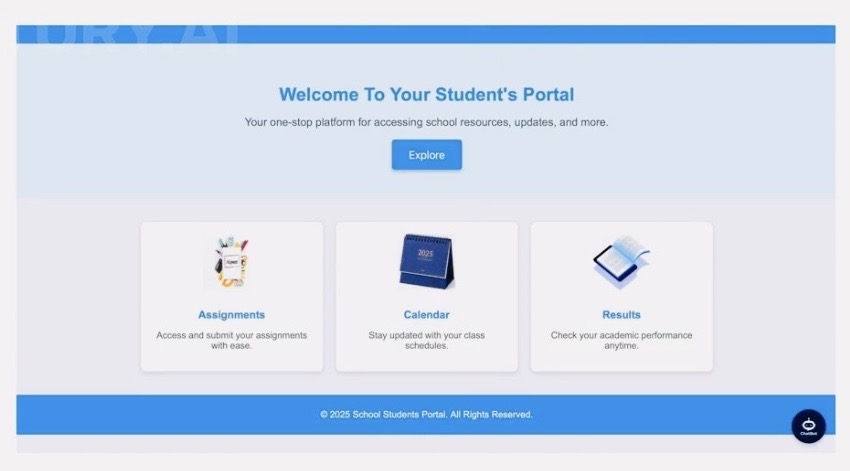 Welcome To Your Student's Portal
Your one-stop platform for accessing school resources, updates, and more.
Explore
2025
Assignments
Calendar
Results
Access and submit your assignments
with ease.
Stay updated with your class
schedules.
Check your academic performance
anytime.
© 2025 School Students Portal. All Rights Reserved.
ChatBot